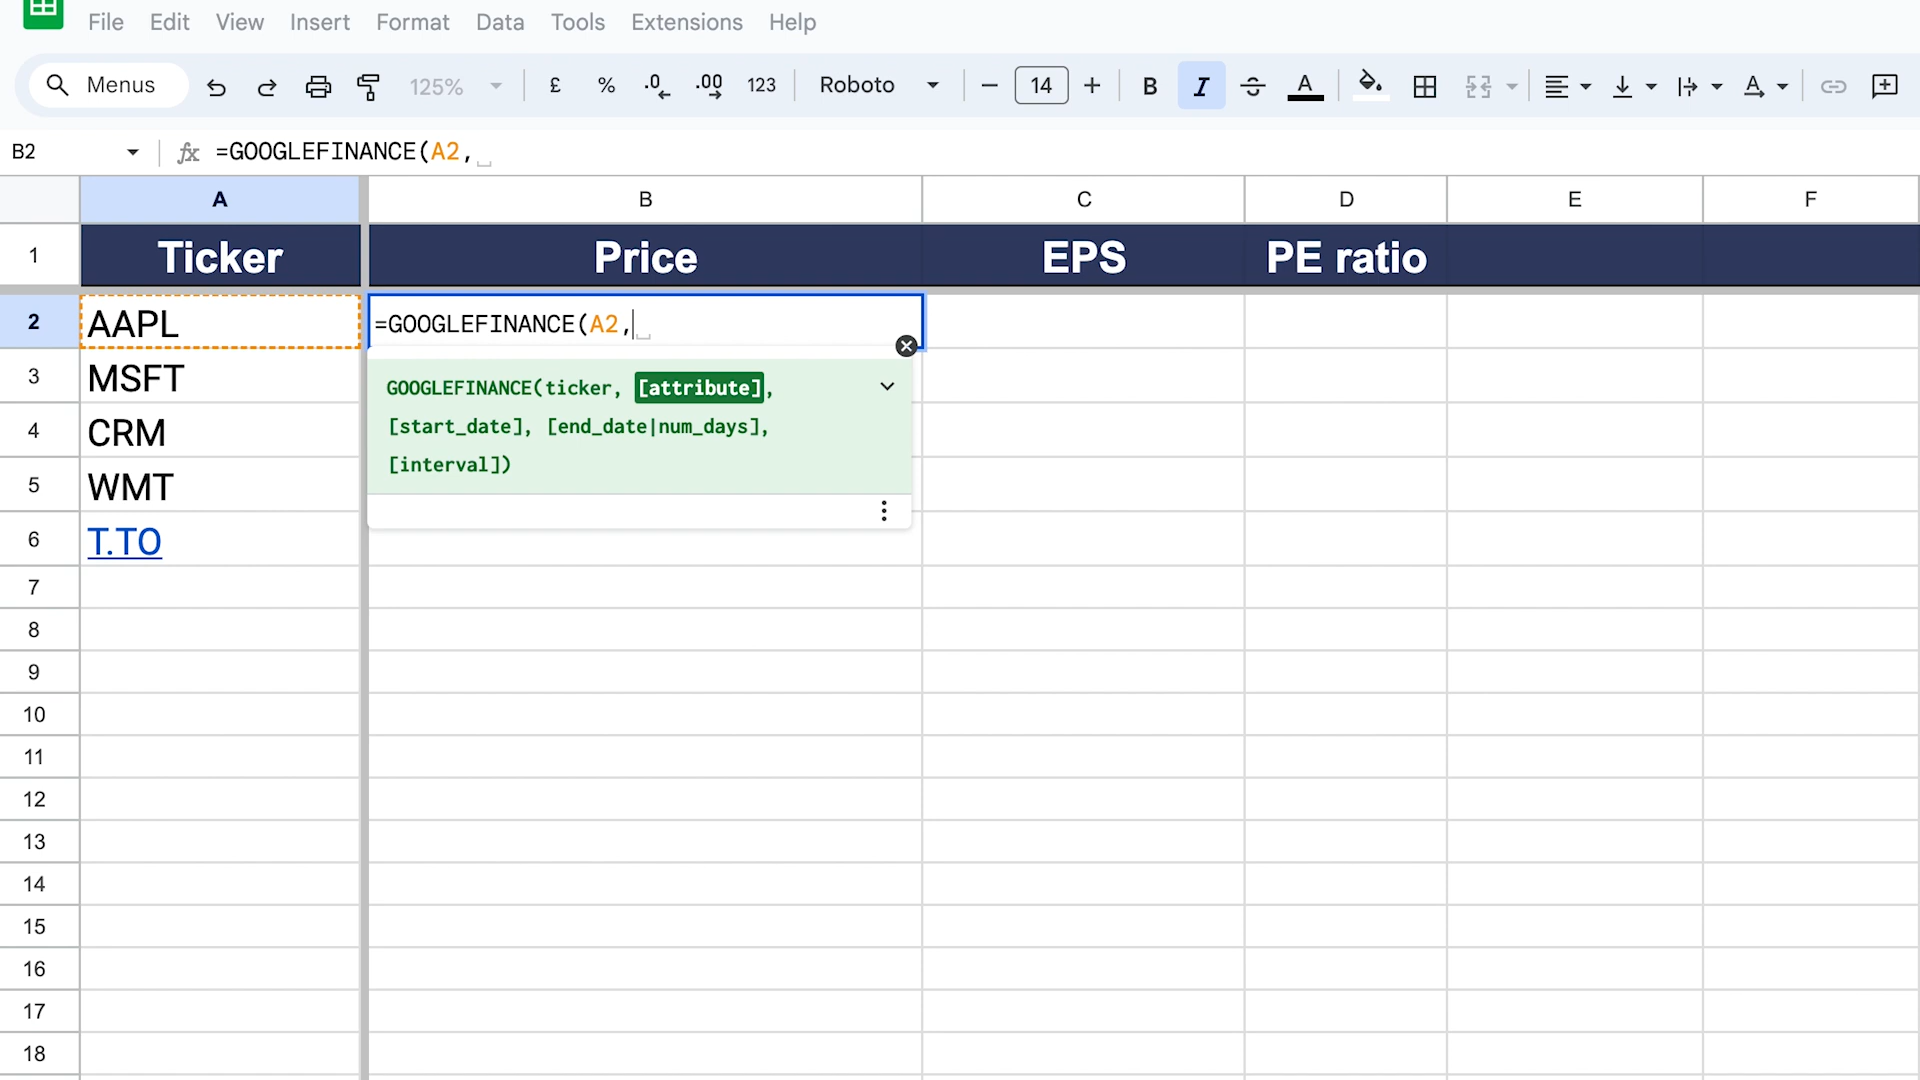 File Edit View Insert Format Data Tools Extensions Help
Menus 125% £ % .0 .00 123 Roboto 14 B I A A
B2 fx =GOOGLEFINANCE(A2,
A B C D E F
1 Ticker Price EPS PE ratio
2 AAPL =GOOGLEFINANCE(A2,
GOOGLEFINANCE(ticker, [attribute],
3 MSFT
[start_date], [end_date|num_days],
4 CRM
[interval])
5 WMT
6 T.TO
7
8
9
10
11
12
13
14
15
16
17
18